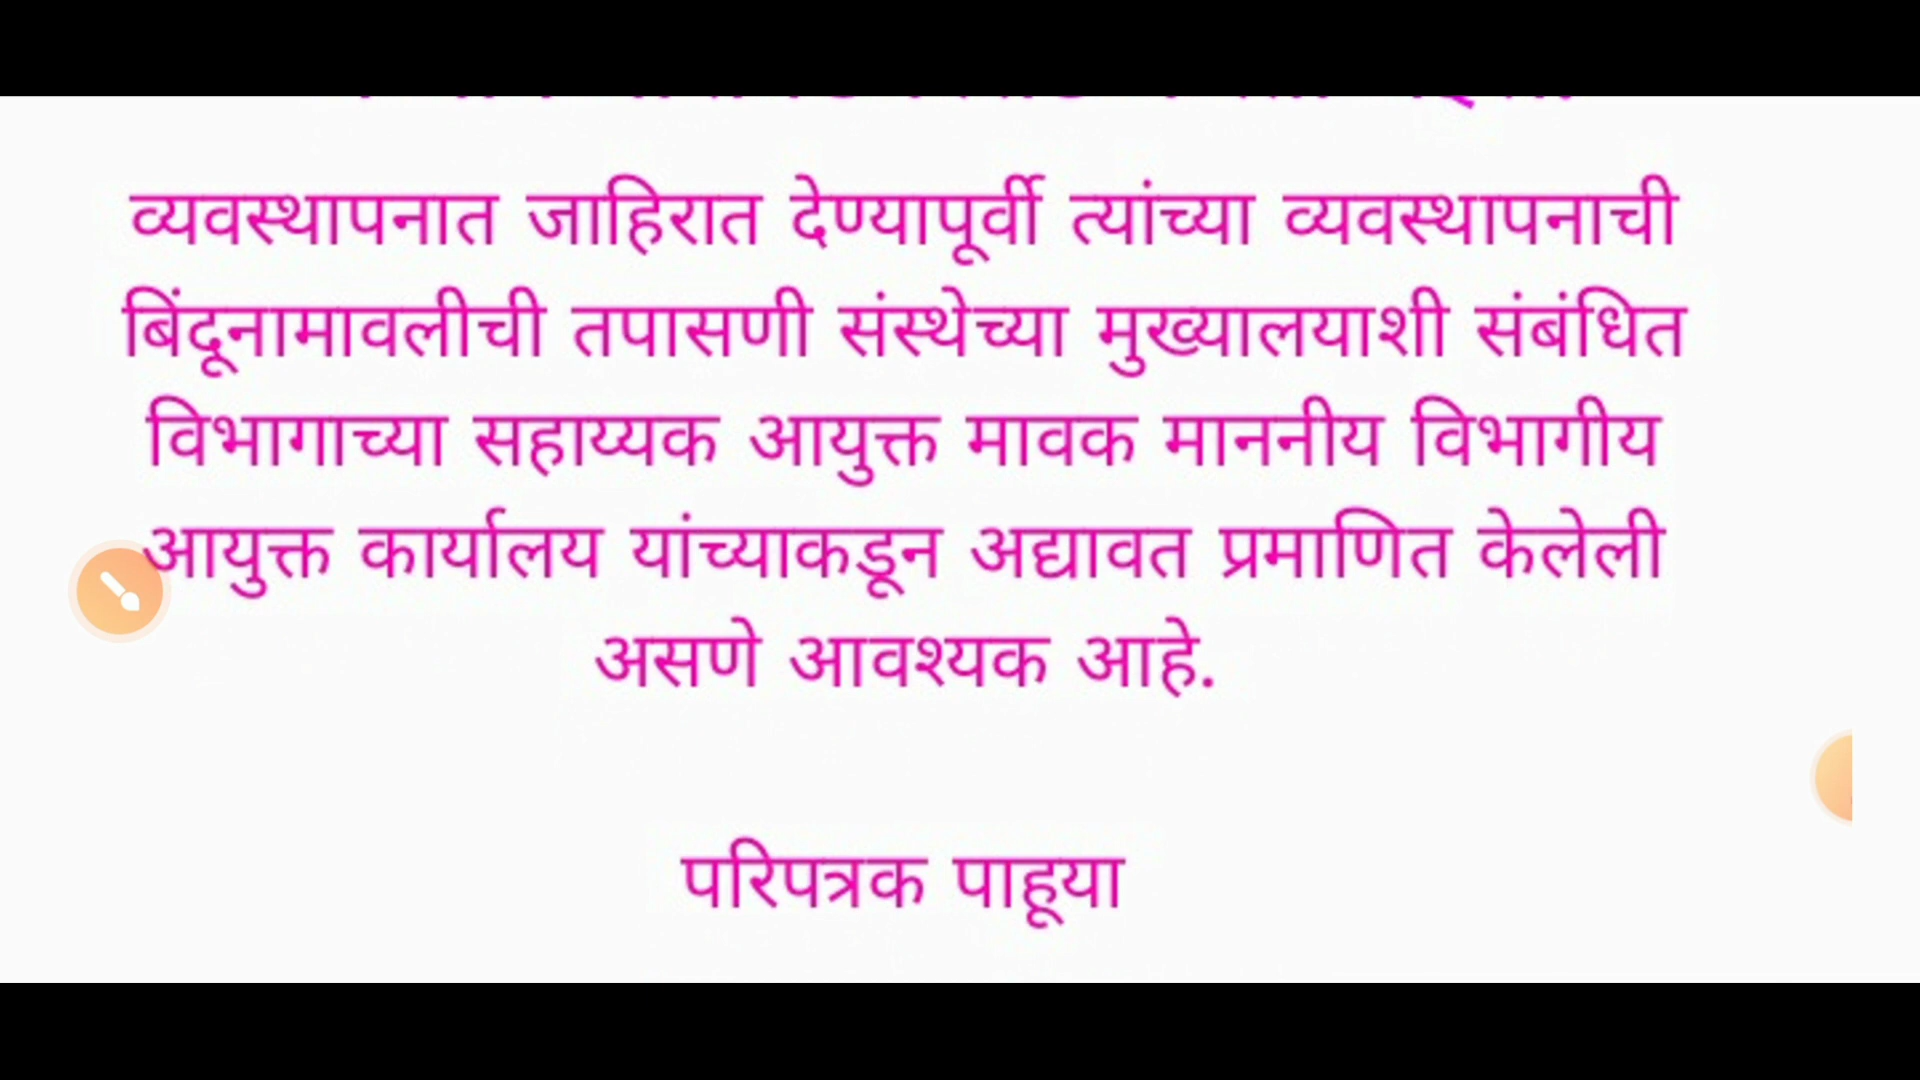 व्यवस्थापनात जाहिरात देण्यापूर्वी त्यांच्या व्यवस्थापनाची
बिंदूनामावलीची तपासणी संस्थेच्या मुख्यालयाशी संबंधित
विभागाच्या सहाय्यक आयुक्त मावक माननीय विभागीय
आयुक्त कार्यालय यांच्याकडून अद्यावत प्रमाणित केलेली
असणे आवश्यक आहे.
परिपत्रक पाहूया